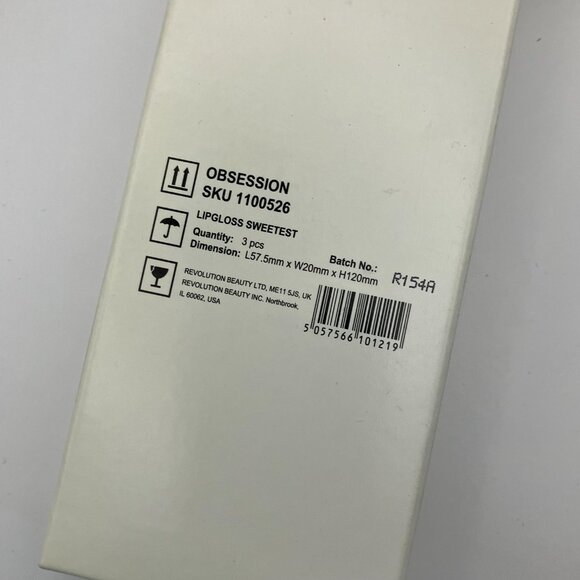 OBSESSION
SKU 1100526
LIPGLOSS SWEETEST
Quantity: 3 pcs
Batch No.: R154A
Dimension: L57.5mm x W20mm x H120mm
REVOLUTION BEAUTY LTD, ME11 5JS, UK
REVOLUTION BEAUTY INC. Northbrook,
IL 60062, USA
5 057566 101219